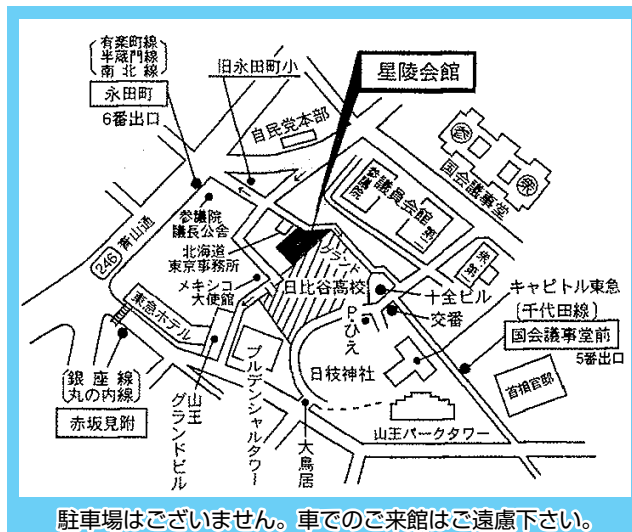 有楽町線
半蔵門線
南北線
永田町
6番出口
旧永田町小
星陵会館
自民党本部
参
衆
国会議事堂
参議院
議員会館
第二
衆・第一
参議院
議長公舎
北海道
東京事務所
メキシコ
大使館
グランド
日比谷高校
246
青山通
東急ホテル
十全ビル
交番
キャピトル東急
(千代田線)
国会議事堂前
5番出口
Pひえ
日枝神社
首相官邸
銀座線
丸の内線
赤坂見附
山王
グランドビル
プルデンシャルタワー
大鳥居
山王パークタワー
駐車場はございません。車でのご来館はご遠慮下さい。